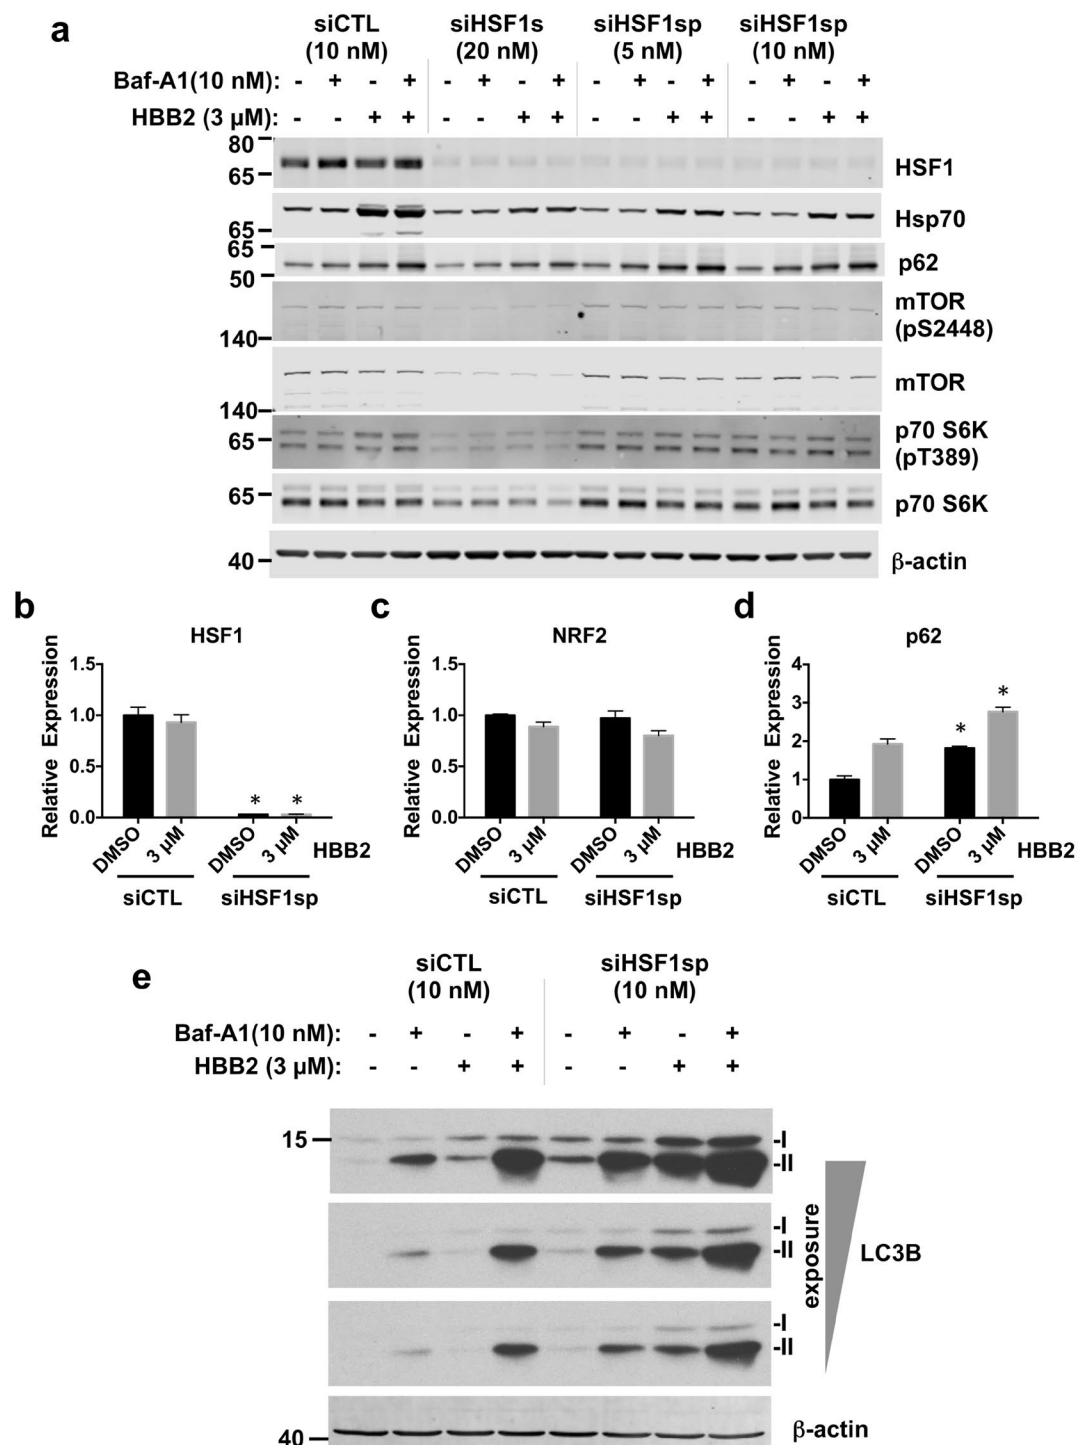 a
siCTL siHSF1s siHSF1sp siHSF1sp
(10 nM) (20 nM) (5 nM) (10 nM)
Baf-A1(10 nM): - + - + - + - + - + - + - + - +
HBB2 (3 µM): - - + + - - + + - - + + - - + +
80
65
HSF1
65
Hsp70
65
50
p62
140
mTOR
(pS2448)
140
mTOR
65
p70 S6K
(pT389)
65
p70 S6K
40
β-actin
b
HSF1
Relative Expression
1.5
1.0
0.5
0.0
* *
DMSO 3 µM DMSO 3 µM HBB2
siCTL siHSF1sp
c
NRF2
Relative Expression
1.5
1.0
0.5
0.0
DMSO 3 µM DMSO 3 µM HBB2
siCTL siHSF1sp
d
p62
Relative Expression
4
3
2
1
0
* *
DMSO 3 µM DMSO 3 µM HBB2
siCTL siHSF1sp
e
siCTL siHSF1sp
(10 nM) (10 nM)
Baf-A1(10 nM): - + - + - + - +
HBB2 (3 µM): - - + + - - + +
15
-I
-II
-I
-II
-I
-II
exposure
LC3B
40
β-actin